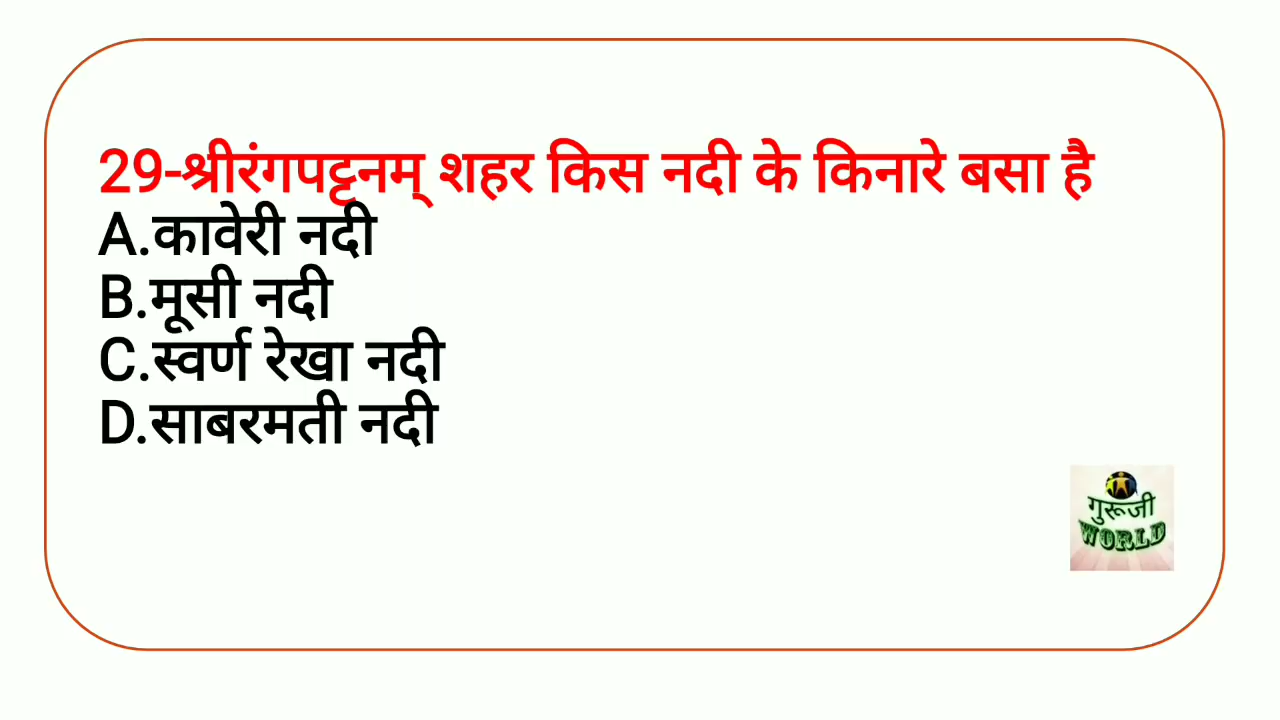 29-श्रीरंगपट्टनम् शहर किस नदी के किनारे बसा है
A.कावेरी नदी
B.मूसी नदी
C.स्वर्ण रेखा नदी
D.साबरमती नदी
गुरूजी
WORLD